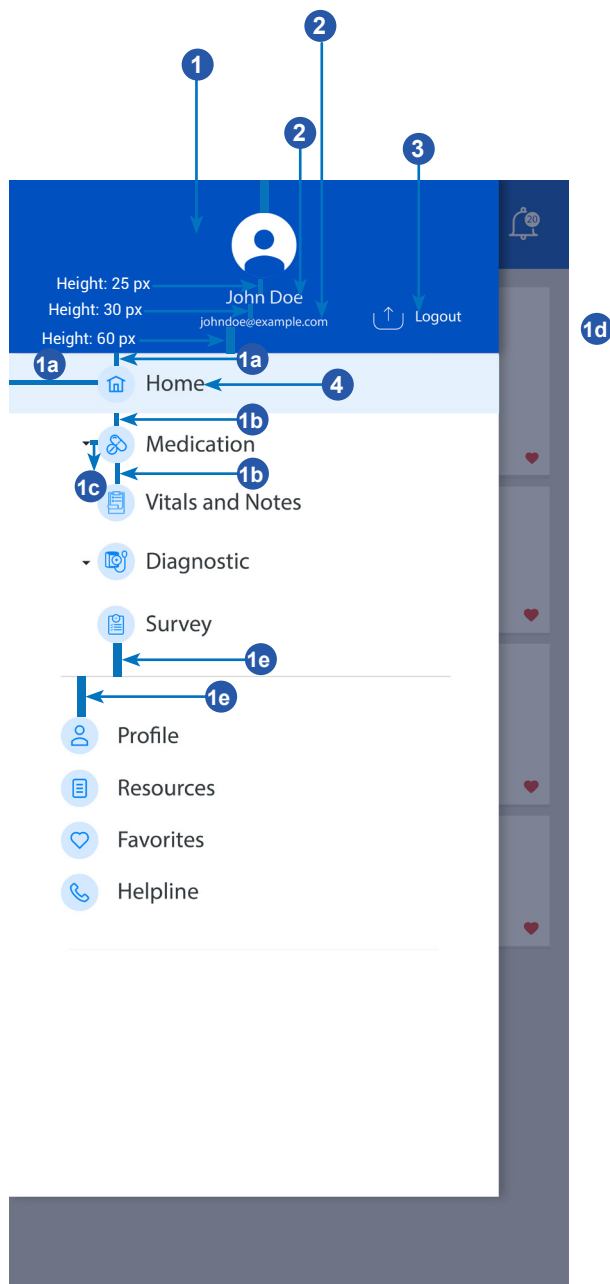 2
1
2
3
20
Height: 25 px
John Doe
Height: 30 px
johndoe@example.com
Logout
1d
Height: 60 px
1a
1a
Home
4
1b
Medication
1b
1c
Vitals and Notes
Diagnostic
Survey
1e
1e
Profile
Resources
Favorites
Helpline